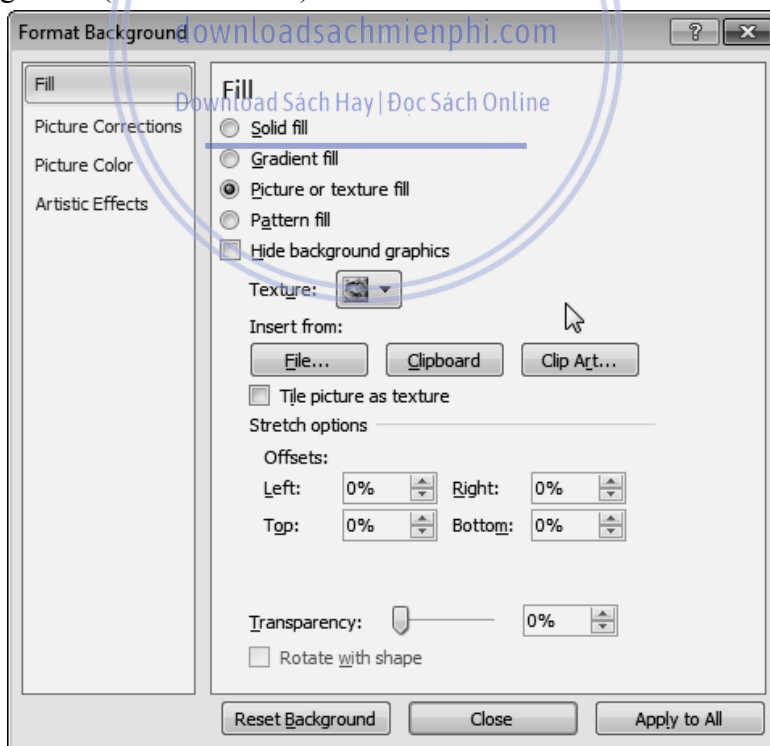 Format Background
downloadsachmienphi.com
Download Sách Hay | Đọc Sách Online
Fill
Picture Corrections
Picture Color
Artistic Effects
Fill
Solid fill
Gradient fill
Picture or texture fill
Pattern fill
Hide background graphics
Texture:
Insert from:
File... Clipboard Clip Art...
Tile picture as texture
Stretch options
Offsets:
Left: 0% Right: 0%
Top: 0% Bottom: 0%
Transparency: 0%
Rotate with shape
Reset Background Close Apply to All